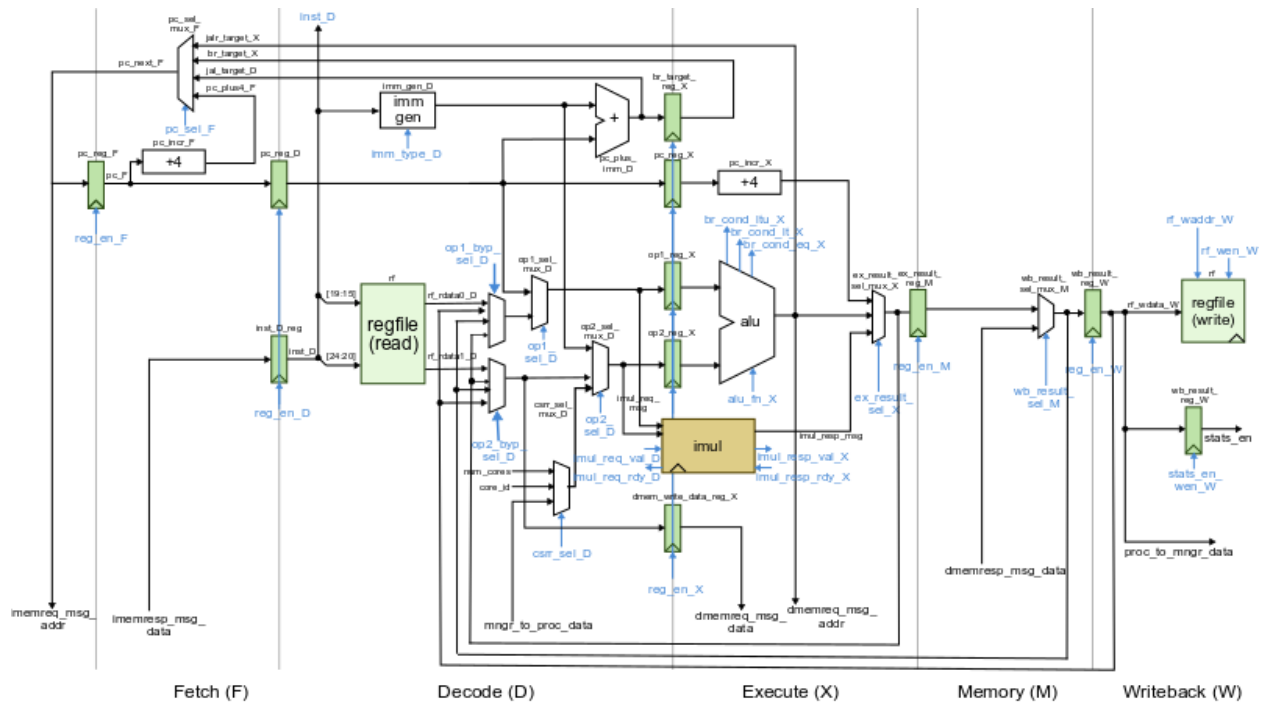 inst_D
pc_sel_
mux_F
jalr_target_X
br_target_X
pc_next_F
jal_target_D
pc_plus4_F
imm_gen_D
imm
gen
imm_type_D
br_target_
reg_X
+
pc_sel_F
pc_reg_F
pc_incr_F
+4
pc_F
pc_reg_D
pc_plus_
imm_D
pc_reg_X
pc_incr_X
+4
reg_en_F
br_cond_ltu_X
br_cond_lt_X
br_cond_eq_X
rf_waddr_W
rf_wen_W
op1_byp_
sel_D
op1_sel_
mux_D
op1_reg_X
ex_result_
sel_mux_X
ex_result_
reg_M
wb_result_
sel_mux_M
wb_result_
reg_W
rf
rf
[19:15]
rf_rdata0_D
regfile
(read)
rf_wdata_W
regfile
(write)
inst_D_reg
inst_D
[24:20]
rf_rdata1_D
op1_
sel_D
op2_sel_
mux_D
op2_reg_X
alu
reg_en_D
csrr_sel_
mux_D
op2_
sel_D
imul_req_
msg
alu_fn_X
ex_result_
sel_X
reg_en_M
wb_result_
sel_M
reg_en_W
wb_result_
reg_W
op2_byp_
sel_D
imul
imul_resp_msg
stats_en
num_cores
core_id
mul_req_val_D
mul_req_rdy_D
imul_resp_val_X
imul_resp_rdy_X
stats_en_
wen_W
dmem_write_data_reg_X
csrr_sel_D
reg_en_X
proc_to_mngr_data
dmemresp_msg_data
imemreq_msg_
addr
imemresp_msg_
data
mngr_to_proc_data
dmemreq_msg_
data
dmemreq_msg_
addr
Fetch (F)
Decode (D)
Execute (X)
Memory (M)
Writeback (W)